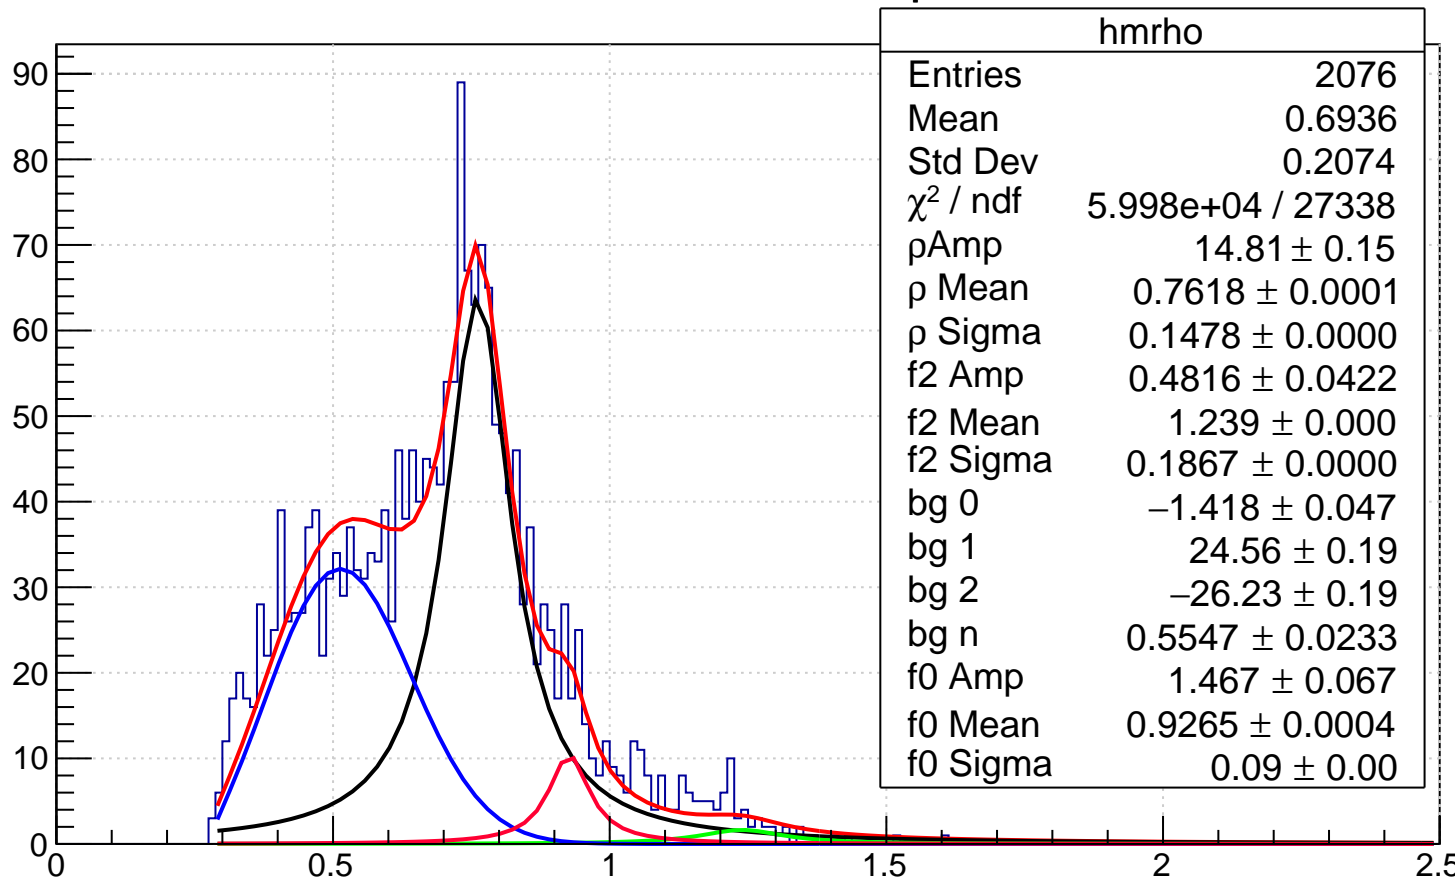 hmrho
Entries 2076
Mean 0.6936
Std Dev 0.2074
χ² / ndf 5.998e+04 / 27338
ρAmp 14.81 ± 0.15
ρ Mean 0.7618 ± 0.0001
ρ Sigma 0.1478 ± 0.0000
f2 Amp 0.4816 ± 0.0422
f2 Mean 1.239 ± 0.000
f2 Sigma 0.1867 ± 0.0000
bg 0 −1.418 ± 0.047
bg 1 24.56 ± 0.19
bg 2 −26.23 ± 0.19
bg n 0.5547 ± 0.0233
f0 Amp 1.467 ± 0.067
f0 Mean 0.9265 ± 0.0004
f0 Sigma 0.09 ± 0.00
90
80
70
60
50
40
30
20
10
0
0 0.5 1 1.5 2 2.5